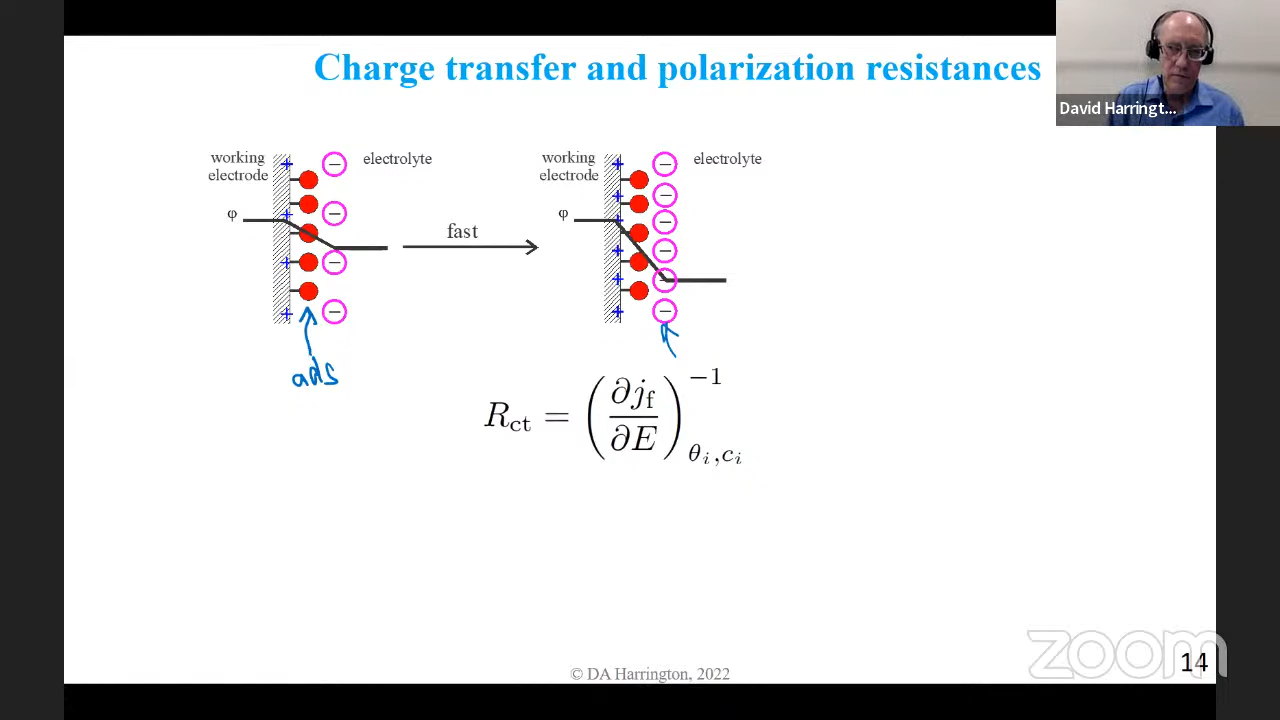 Charge transfer and polarization resistances
David Harringt...
working
electrode
electrolyte
φ
+ + + + −  −  −  −
ads
fast
working
electrode
electrolyte
φ
+ + + + + + − − − − − −
R_ct = (∂j_f / ∂E)^{−1}_{θ_i,c_i}
© DA Harrington, 2022
zoom
14